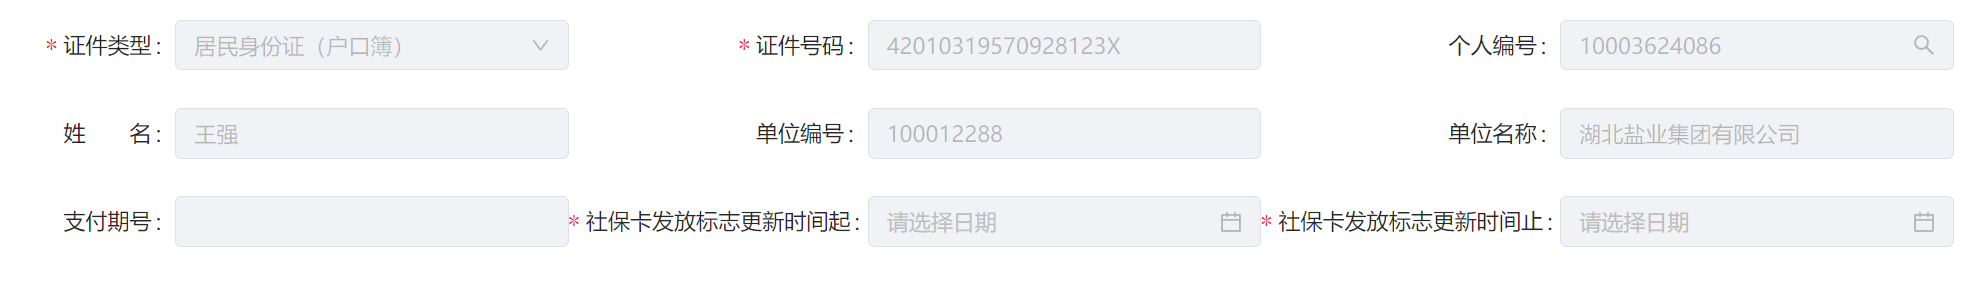 * 证件类型: 居民身份证（户口簿） * 证件号码: 42010319570928123X 个人编号: 10003624086
姓 名: 王强 单位编号: 100012288 单位名称: 湖北盐业集团有限公司
支付期号: * 社保卡发放标志更新时间起: 请选择日期 * 社保卡发放标志更新时间止: 请选择日期